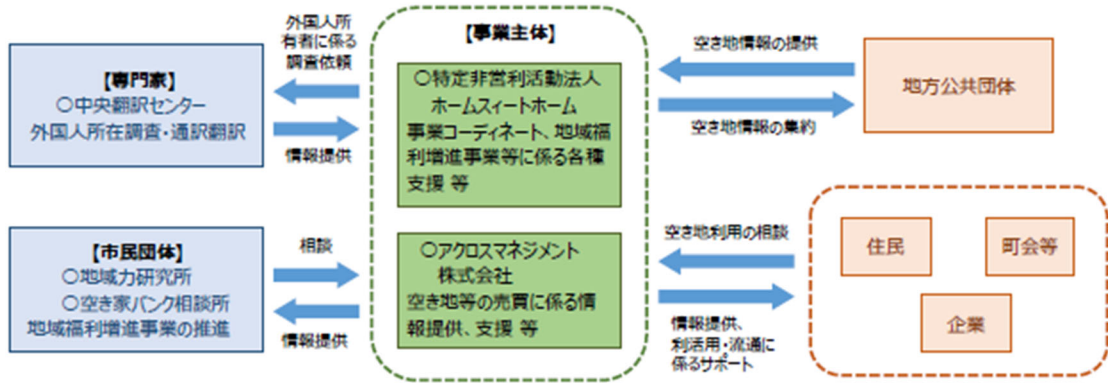 外国人所
有者に係る
調査依頼
【専門家】
○中央翻訳センター
外国人所在調査・通訳翻訳
情報提供
【市民団体】
○地域力研究所
○空き家バンク相談所
地域福利増進事業の推進
相談
情報提供
【事業主体】
○特定非営利活動法人
ホームスィートホーム
事業コーディネート、地域福
利増進事業等に係る各種
支援 等
○アクロスマネジメント
株式会社
空き地等の売買に係る情
報提供、支援 等
空き地情報の提供
空き地情報の集約
地方公共団体
空き地利用の相談
情報提供、
利活用・流通に
係るサポート
住民
町会等
企業